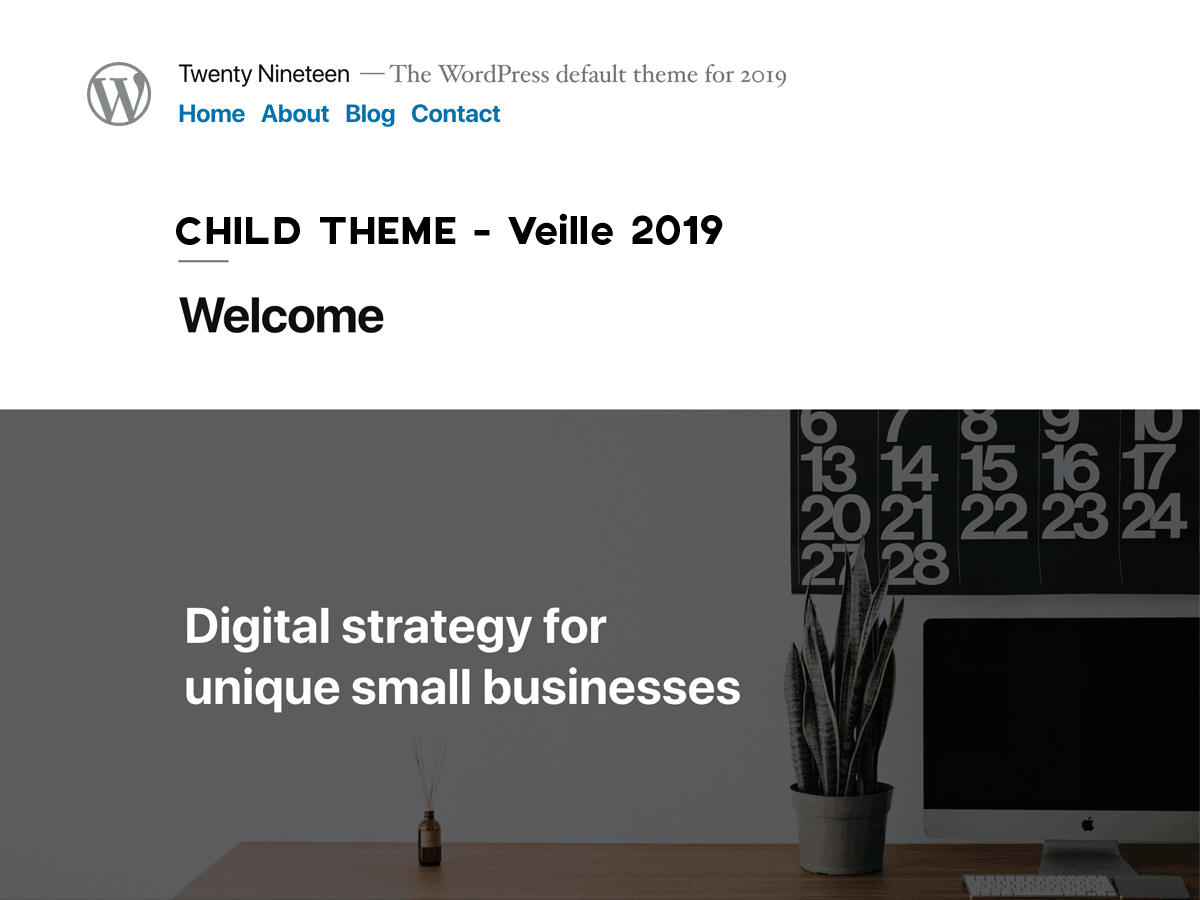 Twenty Nineteen — The WordPress default theme for 2019
Home About Blog Contact
CHILD THEME - Veille 2019
Welcome
6 7 8 9 10
13 14 15 16 17
20 21 22 23 24
27 28
Digital strategy for
unique small businesses